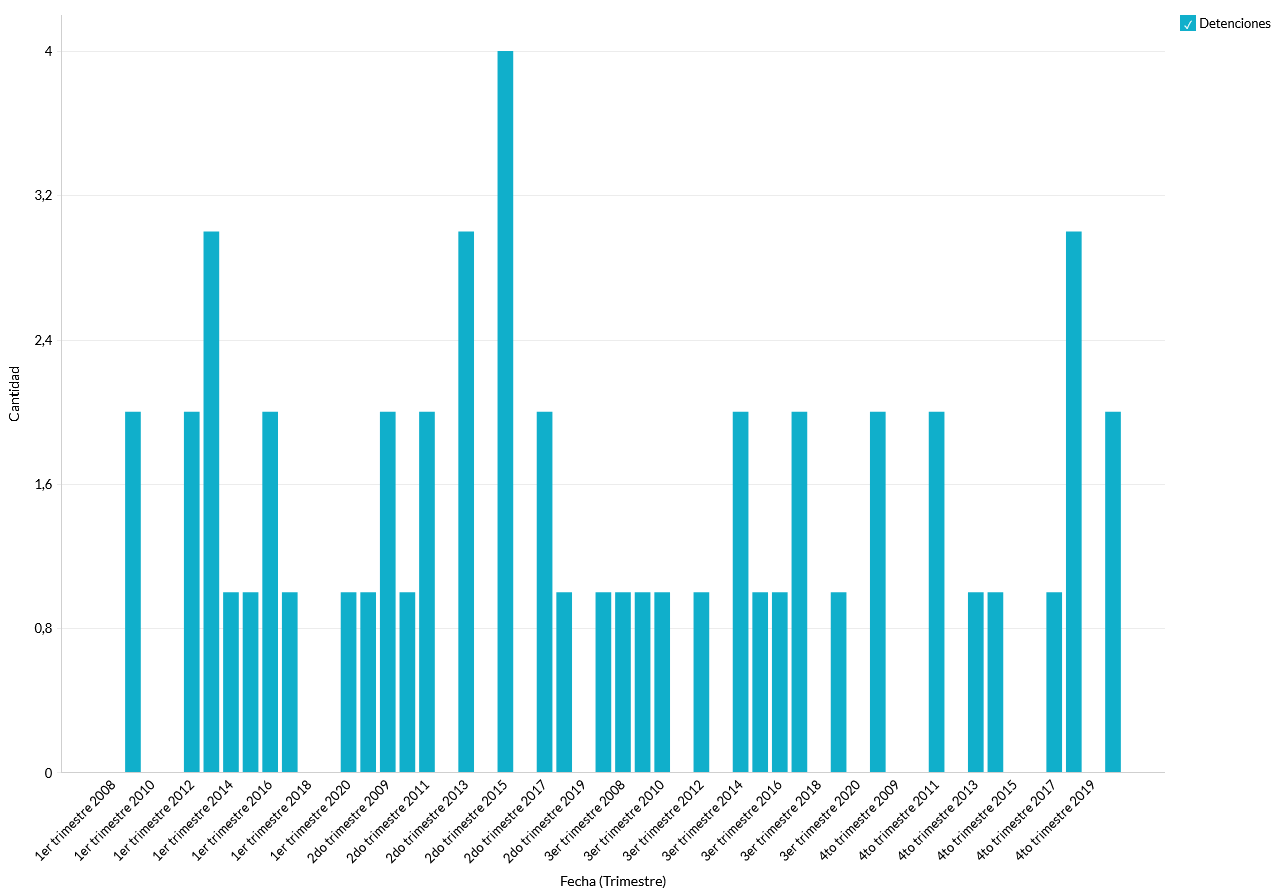 Detenciones
4
3,2
2,4
1,6
0,8
0
Cantidad
1er trimestre 2008
1er trimestre 2010
1er trimestre 2012
1er trimestre 2014
1er trimestre 2016
1er trimestre 2018
1er trimestre 2020
2do trimestre 2009
2do trimestre 2011
2do trimestre 2013
2do trimestre 2015
2do trimestre 2017
2do trimestre 2019
3er trimestre 2008
3er trimestre 2010
3er trimestre 2012
3er trimestre 2014
3er trimestre 2016
3er trimestre 2018
3er trimestre 2020
4to trimestre 2009
4to trimestre 2011
4to trimestre 2013
4to trimestre 2015
4to trimestre 2017
4to trimestre 2019
Fecha (Trimestre)